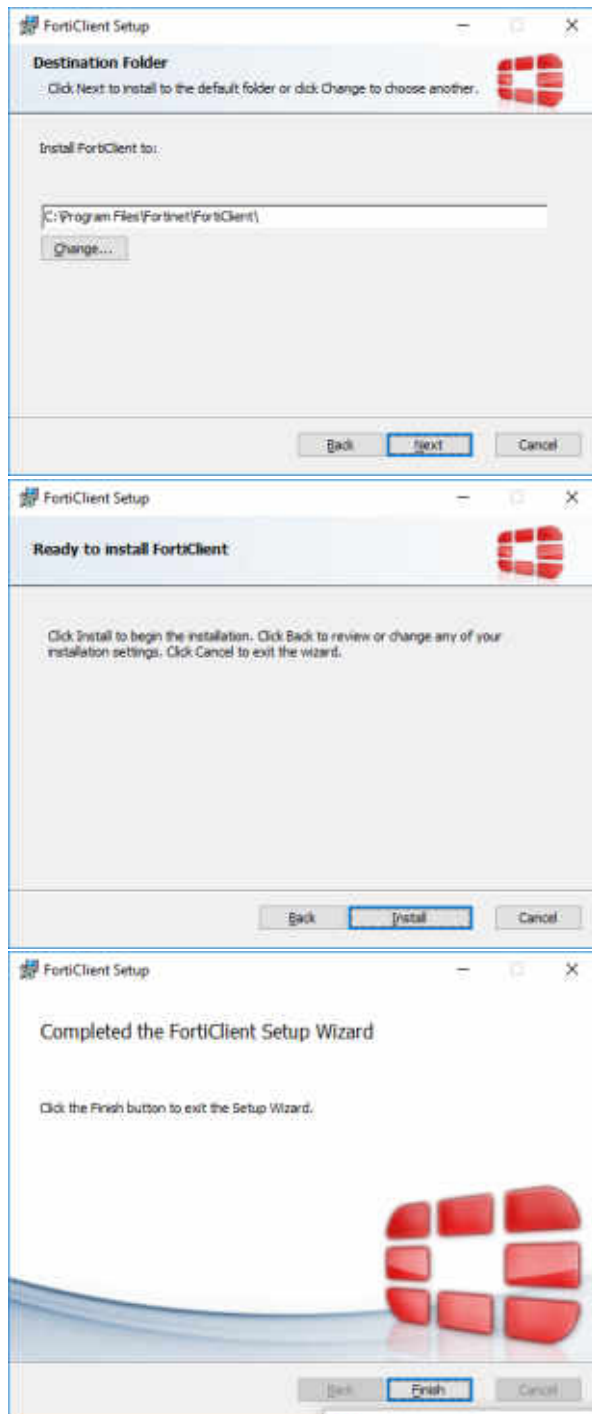 FortiClient Setup
Destination Folder
Click Next to install to the default folder or click Change to choose another.
Install FortiClient to:
C:\Program Files\Fortinet\FortiClient\
Change...
Back Next Cancel
FortiClient Setup
Ready to install FortiClient
Click Install to begin the installation. Click Back to review or change any of your
installation settings. Click Cancel to exit the wizard.
Back Install Cancel
FortiClient Setup
Completed the FortiClient Setup Wizard
Click the Finish button to exit the Setup Wizard.
Back Finish Cancel